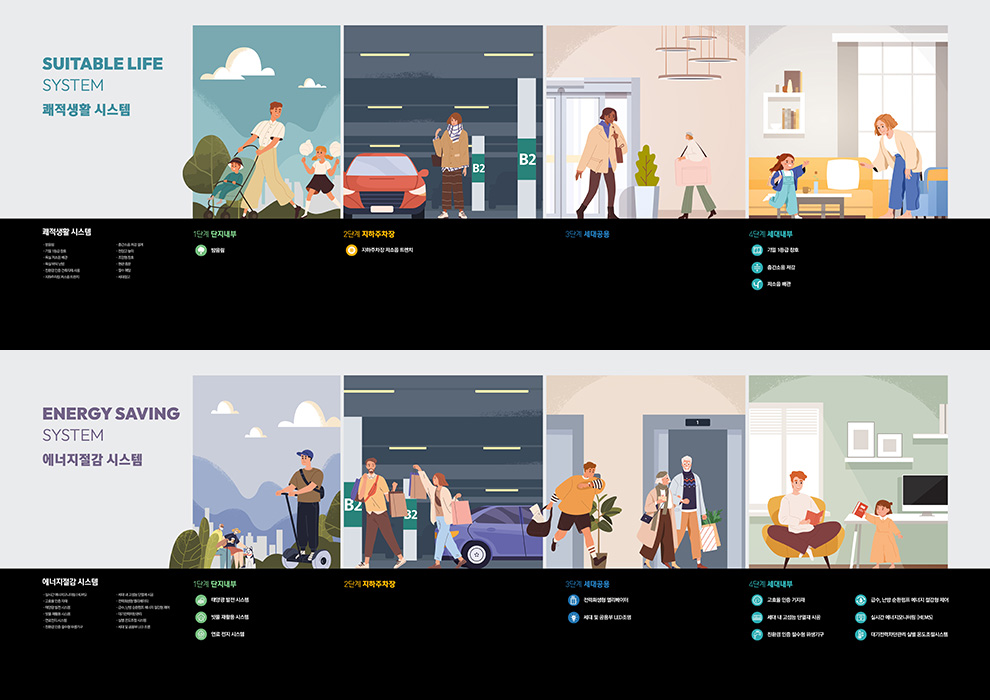 SUITABLE LIFE
SYSTEM
쾌적생활 시스템
B2
B2
쾌적생활 시스템
1단계 단지내부
방음림
2단계 지하주차장
지하주차장 저소음 트렌치
3단계 세대공용
4단계 세대내부
기밀 1등급 창호
층간소음 저감
저소음 배관
ENERGY SAVING
SYSTEM
에너지절감 시스템
B2
B2
1
에너지절감 시스템
1단계 단지내부
태양광 발전 시스템
빗물 재활용 시스템
연료 전지 시스템
2단계 지하주차장
3단계 세대공용
전력회생형 엘리베이터
세대 및 공용부 LED조명
4단계 세대내부
고효율 인증 기자재
세대 내 고성능 단열재 시공
친환경 인증 절수형 위생기구
급수, 난방 순환펌프 에너지 절감형 제어
실시간 에너지모니터링 (HEMS)
대기전력차단관리 실별 온도조절시스템